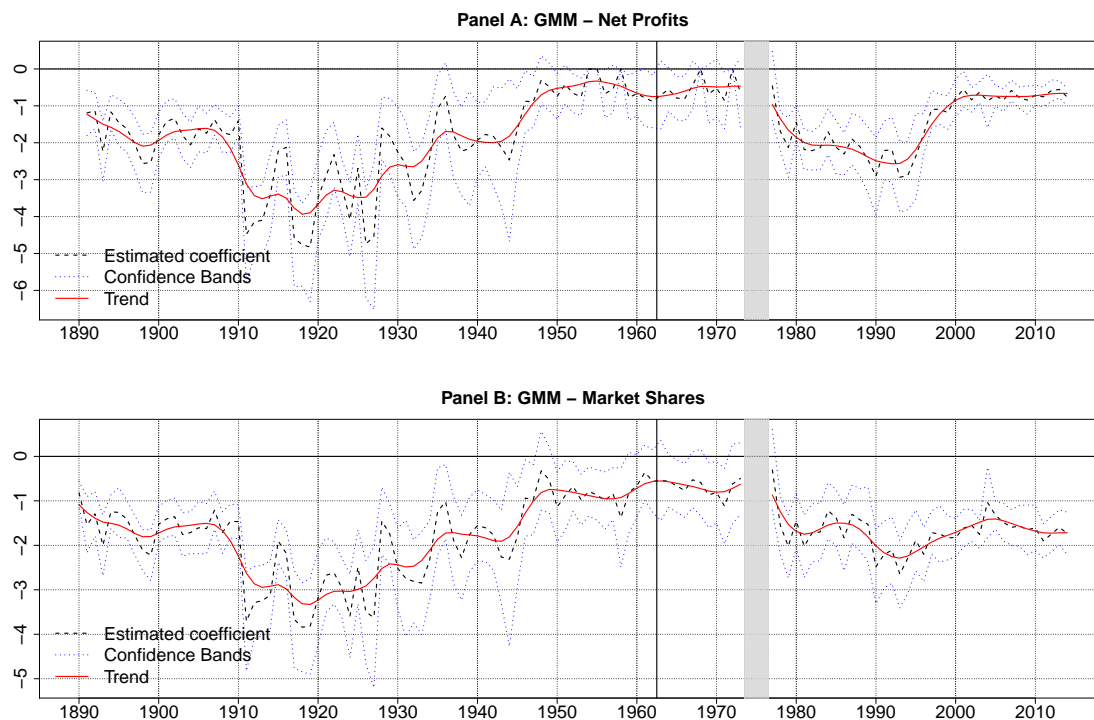 Panel A: GMM − Net Profits
0
−1
−2
−3
−4
−5
−6
Estimated coefficient
Confidence Bands
Trend
1890 1900 1910 1920 1930 1940 1950 1960 1970 1980 1990 2000 2010
Panel B: GMM − Market Shares
0
−1
−2
−3
−4
−5
Estimated coefficient
Confidence Bands
Trend
1890 1900 1910 1920 1930 1940 1950 1960 1970 1980 1990 2000 2010